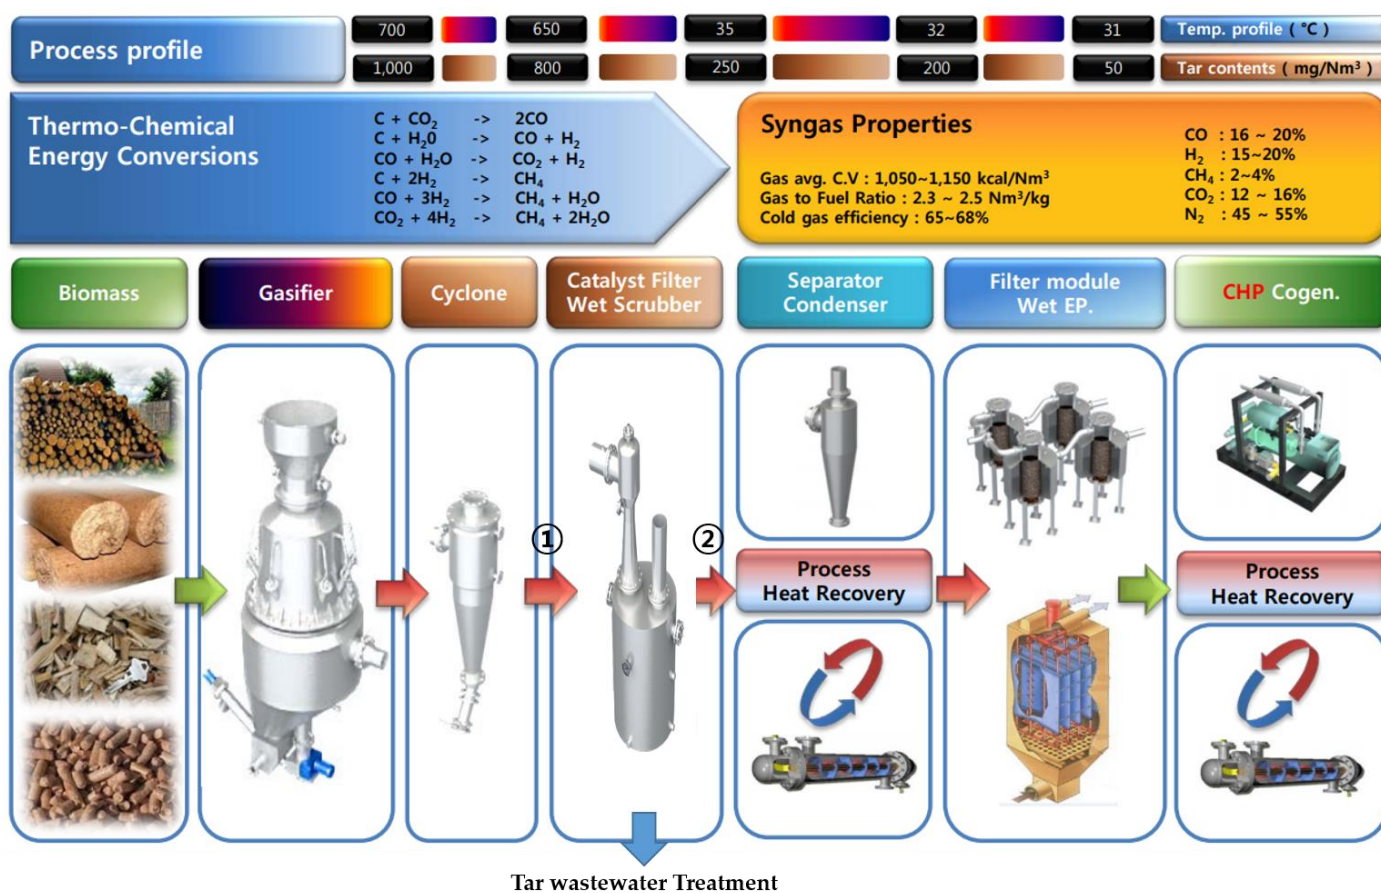 Process profile
700 650 35 32 31 Temp. profile ( ℃ )
1,000 800 250 200 50 Tar contents ( mg/Nm³ )
Thermo-Chemical
Energy Conversions
C + CO₂ -> 2CO
C + H₂0 -> CO + H₂
CO + H₂O -> CO₂ + H₂
C + 2H₂ -> CH₄
CO + 3H₂ -> CH₄ + H₂O
CO₂ + 4H₂ -> CH₄ + 2H₂O
Syngas Properties
Gas avg. C.V : 1,050~1,150 kcal/Nm³
Gas to Fuel Ratio : 2.3 ~ 2.5 Nm³/kg
Cold gas efficiency : 65~68%
CO : 16 ~ 20%
H₂ : 15~20%
CH₄ : 2~4%
CO₂ : 12 ~ 16%
N₂ : 45 ~ 55%
Biomass
Gasifier
Cyclone
Catalyst Filter
Wet Scrubber
Separator
Condenser
Filter module
Wet EP.
CHP Cogen.
①
②
Process
Heat Recovery
Process
Heat Recovery
Tar wastewater Treatment